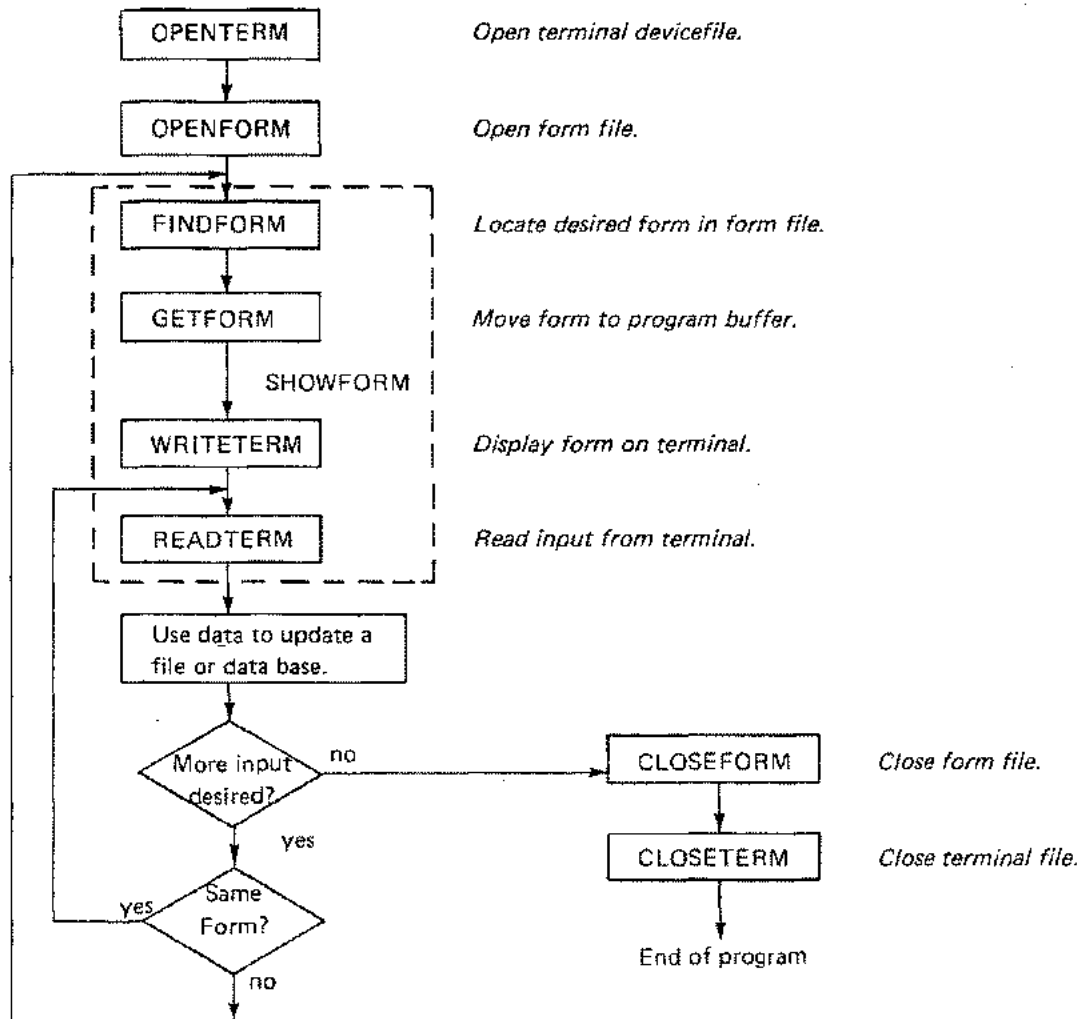 OPENTERM
Open terminal devicefile.
OPENFORM
Open form file.
FINDFORM
Locate desired form in form file.
GETFORM
Move form to program buffer.
SHOWFORM
WRITETERM
Display form on terminal.
READTERM
Read input from terminal.
Use data to update a
file or data base.
More input
desired?
no
CLOSEFORM
Close form file.
yes
CLOSETERM
Close terminal file.
Same
Form?
yes
no
End of program